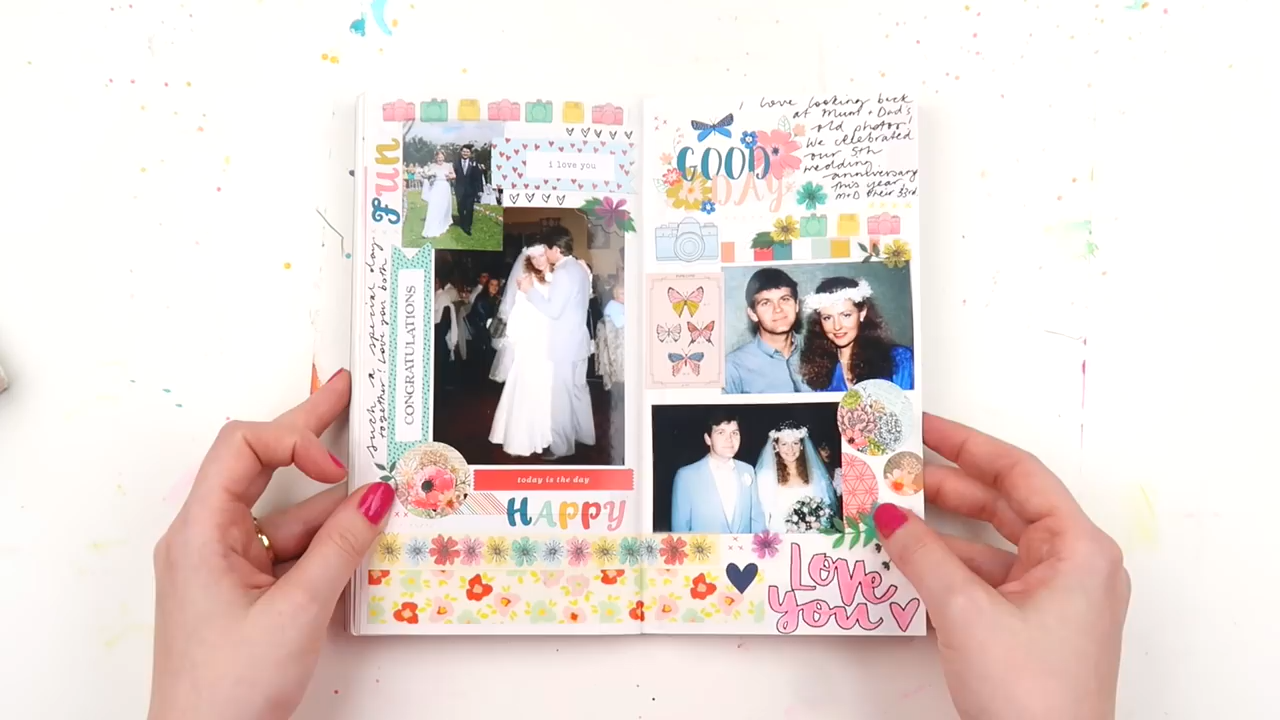 Fun
i love you
such a special day
together! Love you both
CONGRATULATIONS
today is the day
HAPPY
GOOD
DAY
I love looking back
at Mum + Dad's
old photos!
We celebrated
our 5th
wedding
anniversary
this year,
M+D their 33rd
Love
you